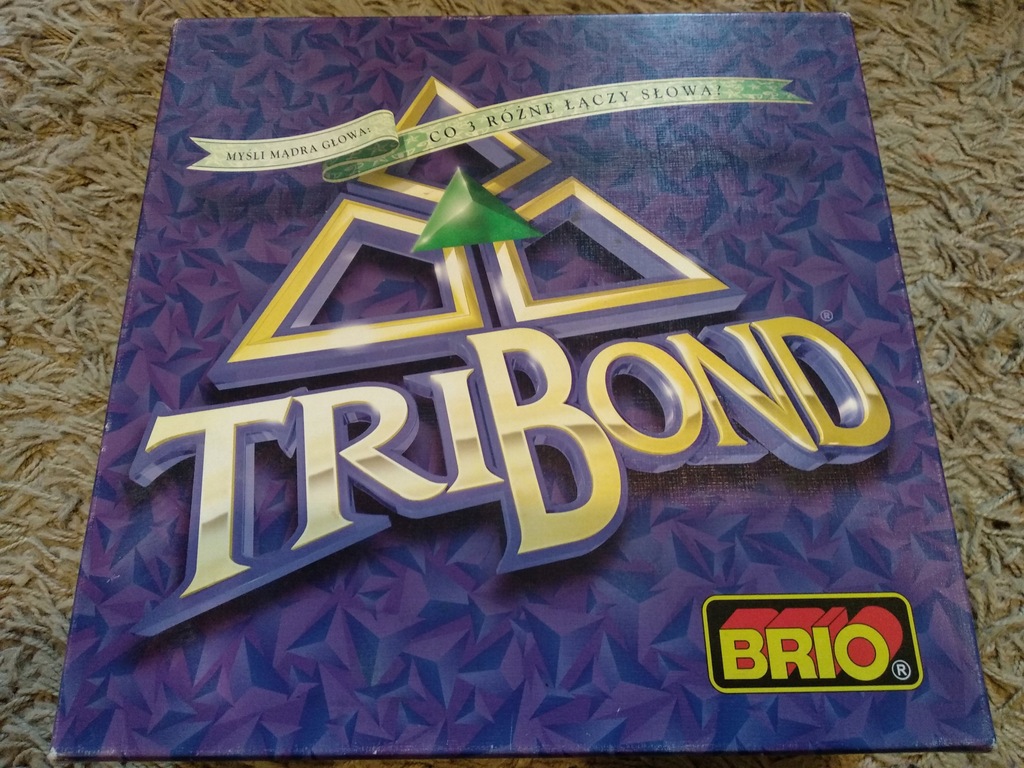 MYŚLI MĄDRA GŁOWA:
CO 3 RÓŻNE ŁĄCZY SŁOWA?
TRIBOND ®
BRIO ®